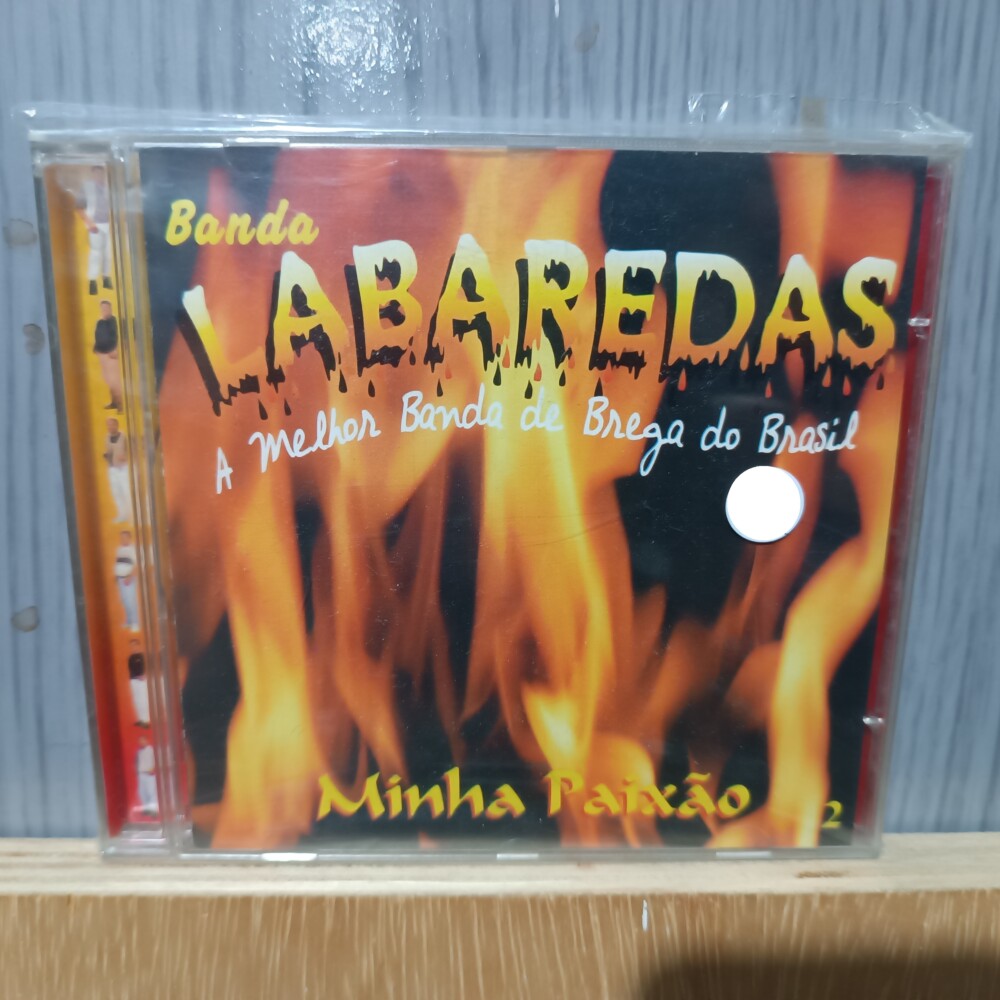 Banda
LABAREDAS
A Melhor Banda de Brega do Brasil
Minha Paixão
2